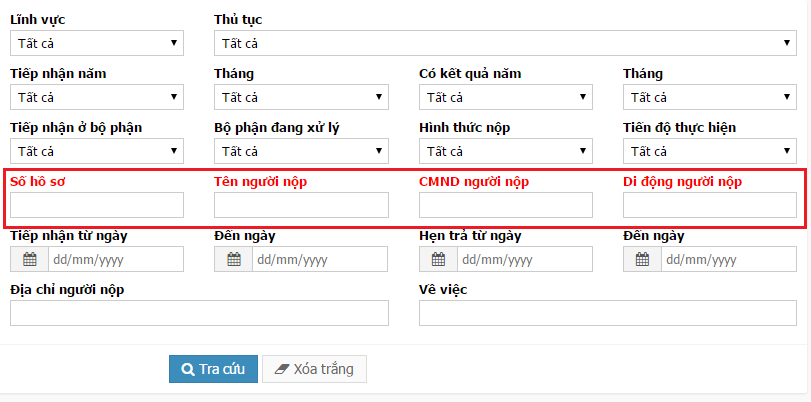 Lĩnh vực Thủ tục
Tất cả Tất cả
Tiếp nhận năm Tháng Có kết quả năm Tháng
Tất cả Tất cả Tất cả Tất cả
Tiếp nhận ở bộ phận Bộ phận đang xử lý Hình thức nộp Tiến độ thực hiện
Tất cả Tất cả Tất cả Tất cả
Số hồ sơ Tên người nộp CMND người nộp Di động người nộp
Tiếp nhận từ ngày Đến ngày Hẹn trả từ ngày Đến ngày
dd/mm/yyyy dd/mm/yyyy dd/mm/yyyy dd/mm/yyyy
Địa chỉ người nộp Về việc
Tra cứu Xóa trắng